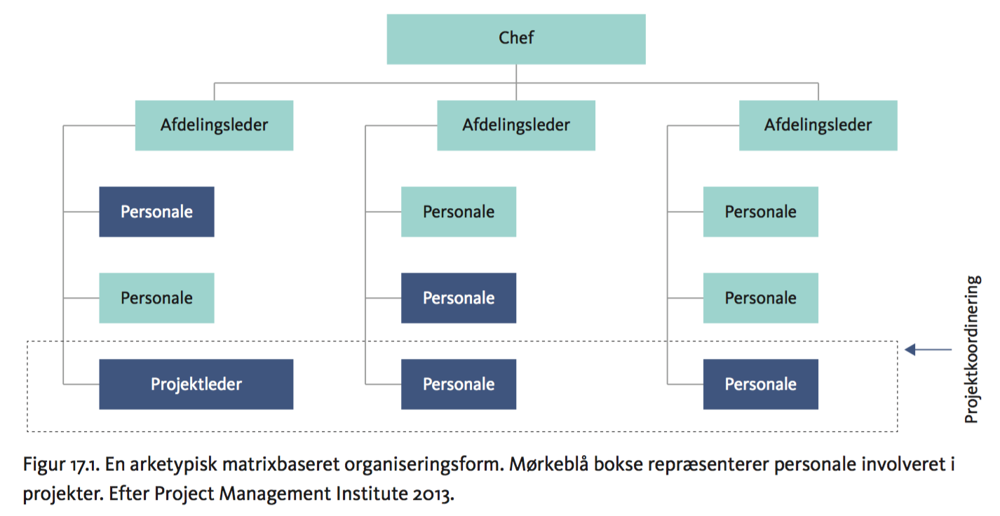 Chef
Afdelingsleder
Afdelingsleder
Afdelingsleder
Personale
Personale
Personale
Personale
Personale
Personale
Projektleder
Personale
Personale
Projektkoordinering
Figur 17.1. En arketypisk matrixbaseret organiseringsform. Mørkeblå bokse repræsenterer personale involveret i
projekter. Efter Project Management Institute 2013.